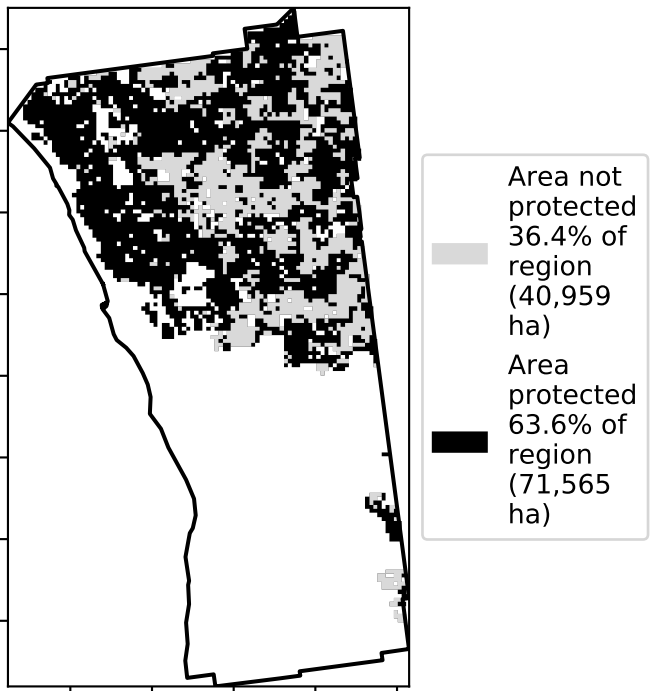 Area not
protected
36.4% of
region
(40,959
ha)
Area
protected
63.6% of
region
(71,565
ha)